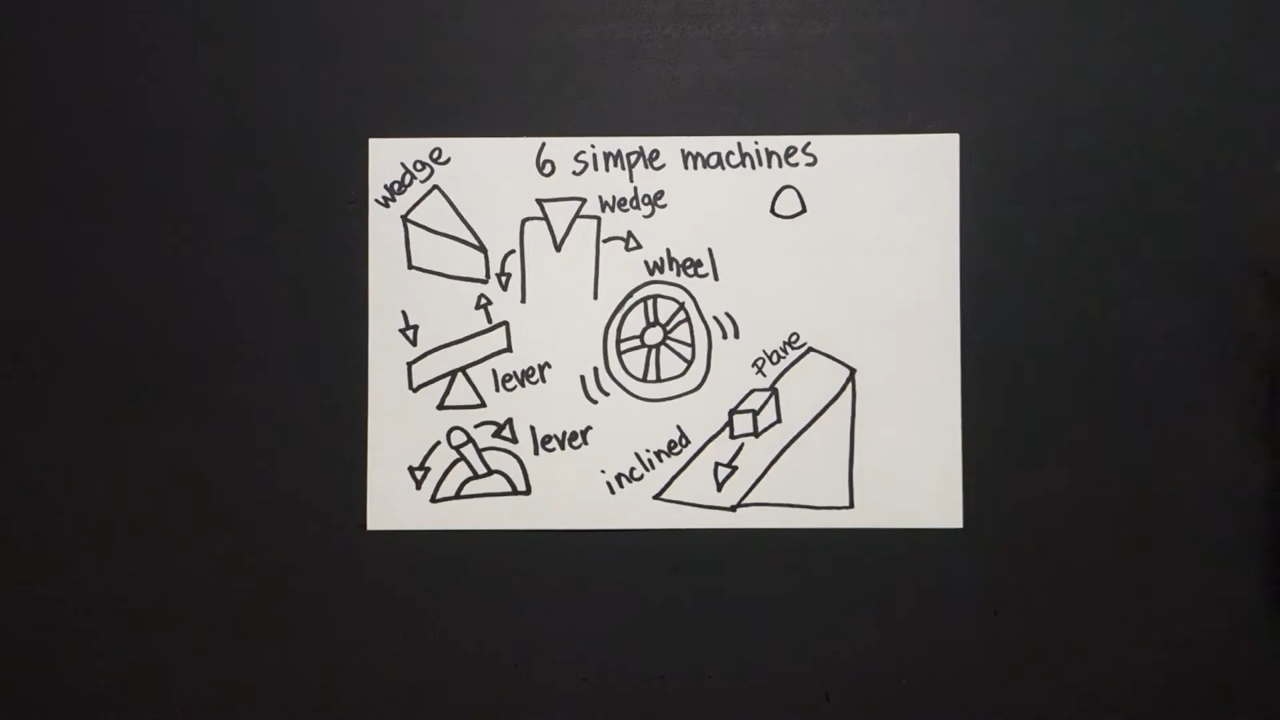 6 simple machines
wedge
wedge
wheel
lever
lever
inclined plane